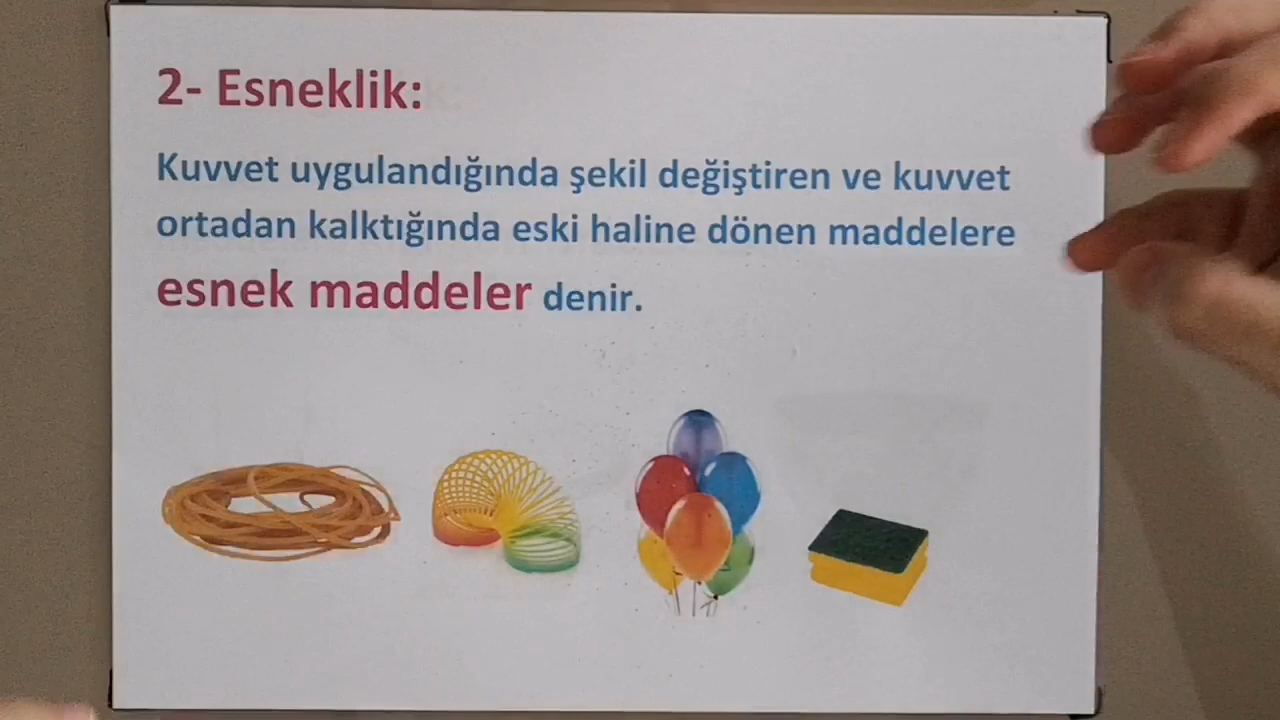 2- Esneklik:
Kuvvet uygulandığında şekil değiştiren ve kuvvet
ortadan kalktığında eski haline dönen maddelere
esnek maddeler denir.